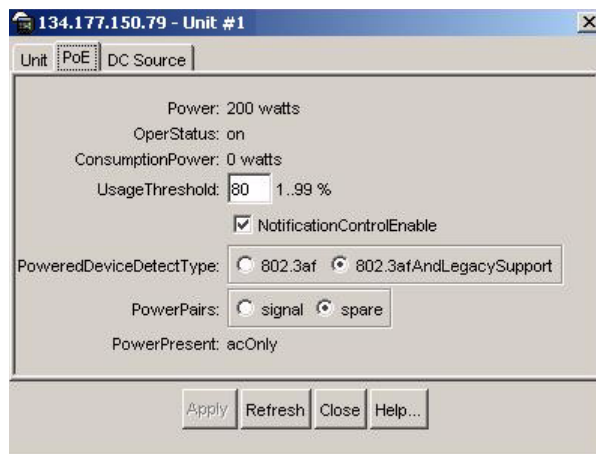 134.177.150.79 - Unit #1
Unit PoE DC Source
Power: 200 watts
OperStatus: on
ConsumptionPower: 0 watts
UsageThreshold: 80 1..99 %
NotificationControlEnable
PoweredDeviceDetectType: 802.3af 802.3afAndLegacySupport
PowerPairs: signal spare
PowerPresent: acOnly
Apply Refresh Close Help...